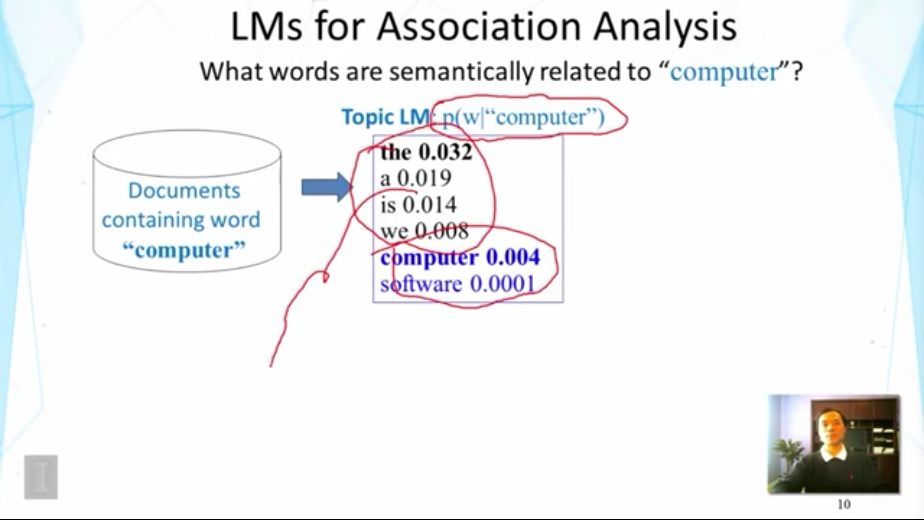 LMs for Association Analysis
What words are semantically related to “computer”?
Topic LM: p(w|“computer”)
Documents
containing word
“computer”
the 0.032
a 0.019
is 0.014
we 0.008
computer 0.004
software 0.0001
I
10